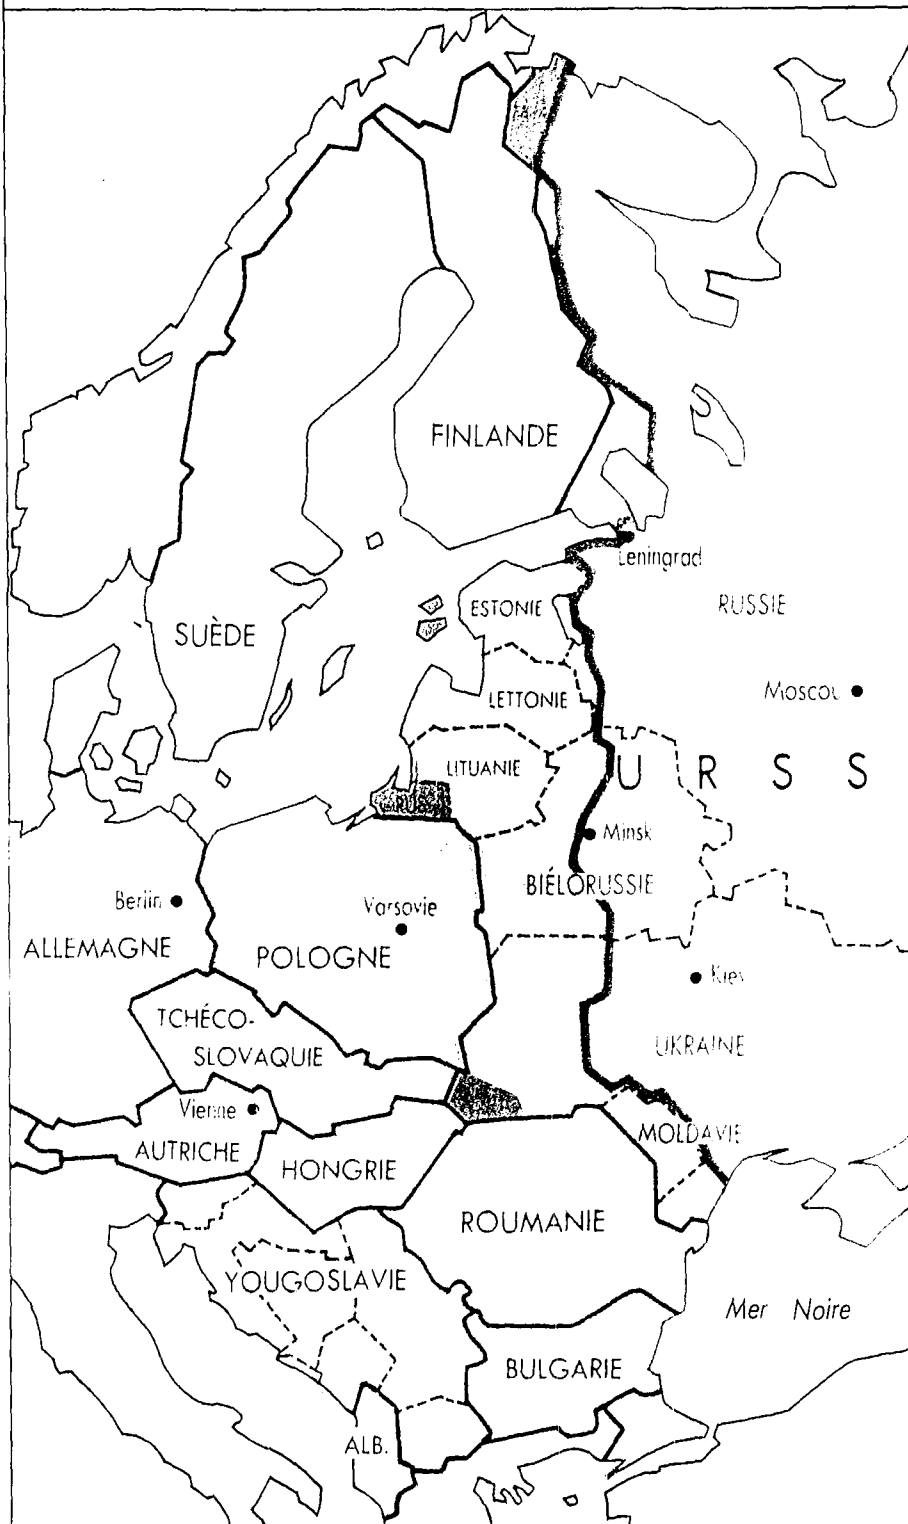 FINLANDE
Leningrad
ESTONIE
RUSSIE
SUÈDE
Moscou
LETTONIE
LITUANIE
U R S S
RUSSIE
Minsk
BIÉLORUSSIE
Berlin
Varsovie
ALLEMAGNE
POLOGNE
Kiev
TCHÉCO-
SLOVAQUIE
UKRAINE
Vienne
MOLDAVIE
AUTRICHE
HONGRIE
ROUMANIE
YOUGOSLAVIE
Mer Noire
BULGARIE
ALB.